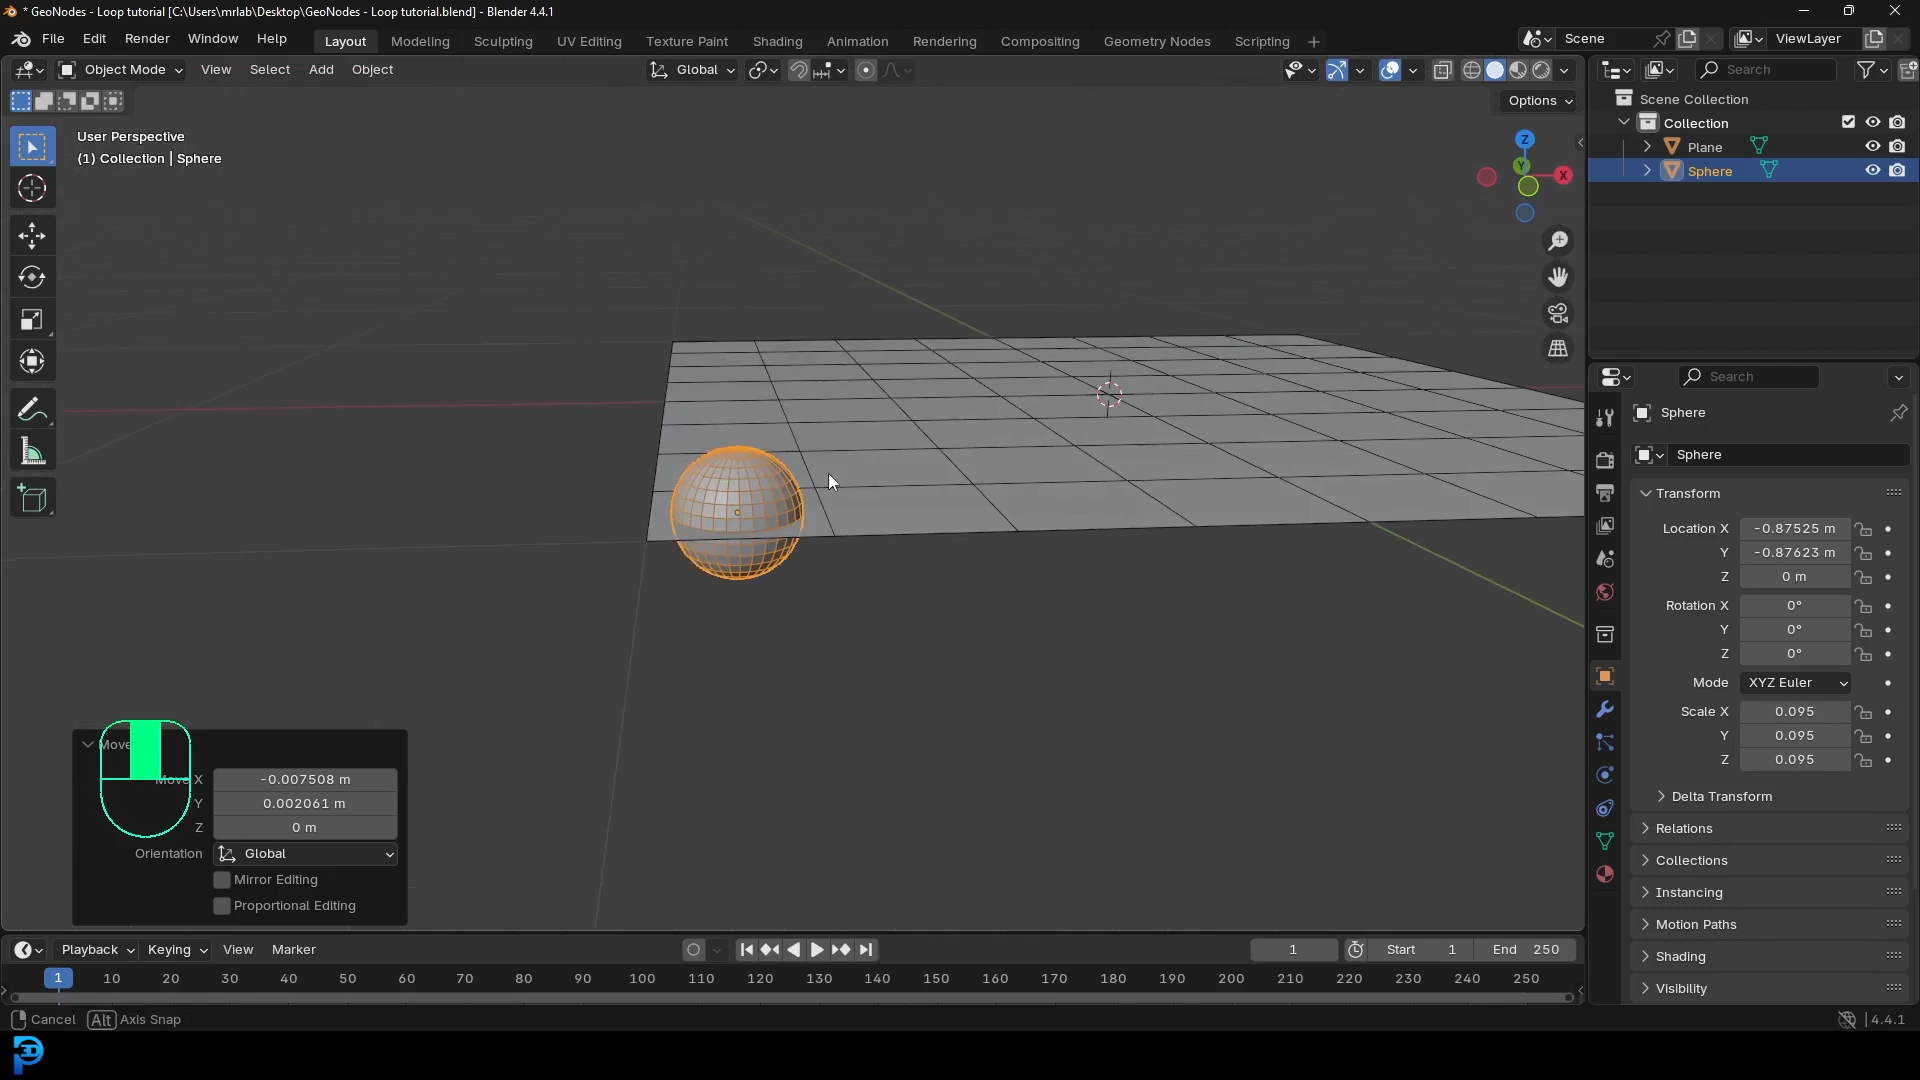 * GeoNodes - Loop tutorial [C:\Users\mrlab\Desktop\GeoNodes - Loop tutorial.blend] - Blender 4.4.1
File Edit Render Window Help Layout Modeling Sculpting UV Editing Texture Paint Shading Animation Rendering Compositing Geometry Nodes Scripting + Scene ViewLayer
Object Mode View Select Add Object Global Search
Options
User Perspective
(1) Collection | Sphere
Z
Y
X
Scene Collection
Collection
Plane
Sphere
Search
Sphere
Sphere
Transform
Location X -0.87525 m
Y -0.87623 m
Z 0 m
Rotation X 0°
Y 0°
Z 0°
Mode XYZ Euler
Scale X 0.095
Y 0.095
Z 0.095
Delta Transform
Relations
Collections
Instancing
Motion Paths
Shading
Visibility
Move
Move X -0.007508 m
Y 0.002061 m
Z 0 m
Orientation Global
Mirror Editing
Proportional Editing
Playback Keying View Marker 1 Start 1 End 250
1 10 20 30 40 50 60 70 80 90 100 110 120 130 140 150 160 170 180 190 200 210 220 230 240 250
Cancel Alt Axis Snap 4.4.1
3D